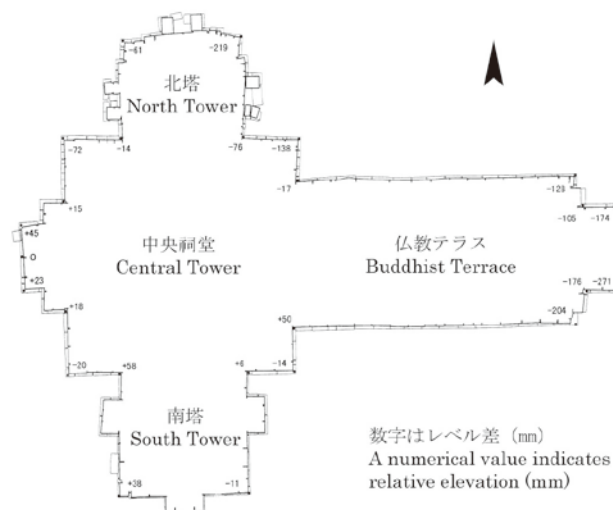 -61
-219
北塔
North Tower
-72
-14
-76
-138
-17
-129
+15
-105
-174
+45
中央祠堂
仏教テラス
O
Central Tower
Buddhist Terrace
+23
-176
-271
+18
-204
+50
-20
+58
+6
-14
南塔
South Tower
数字はレベル差（㎜）
A numerical value indicates
relative elevation (mm)
+38
-11